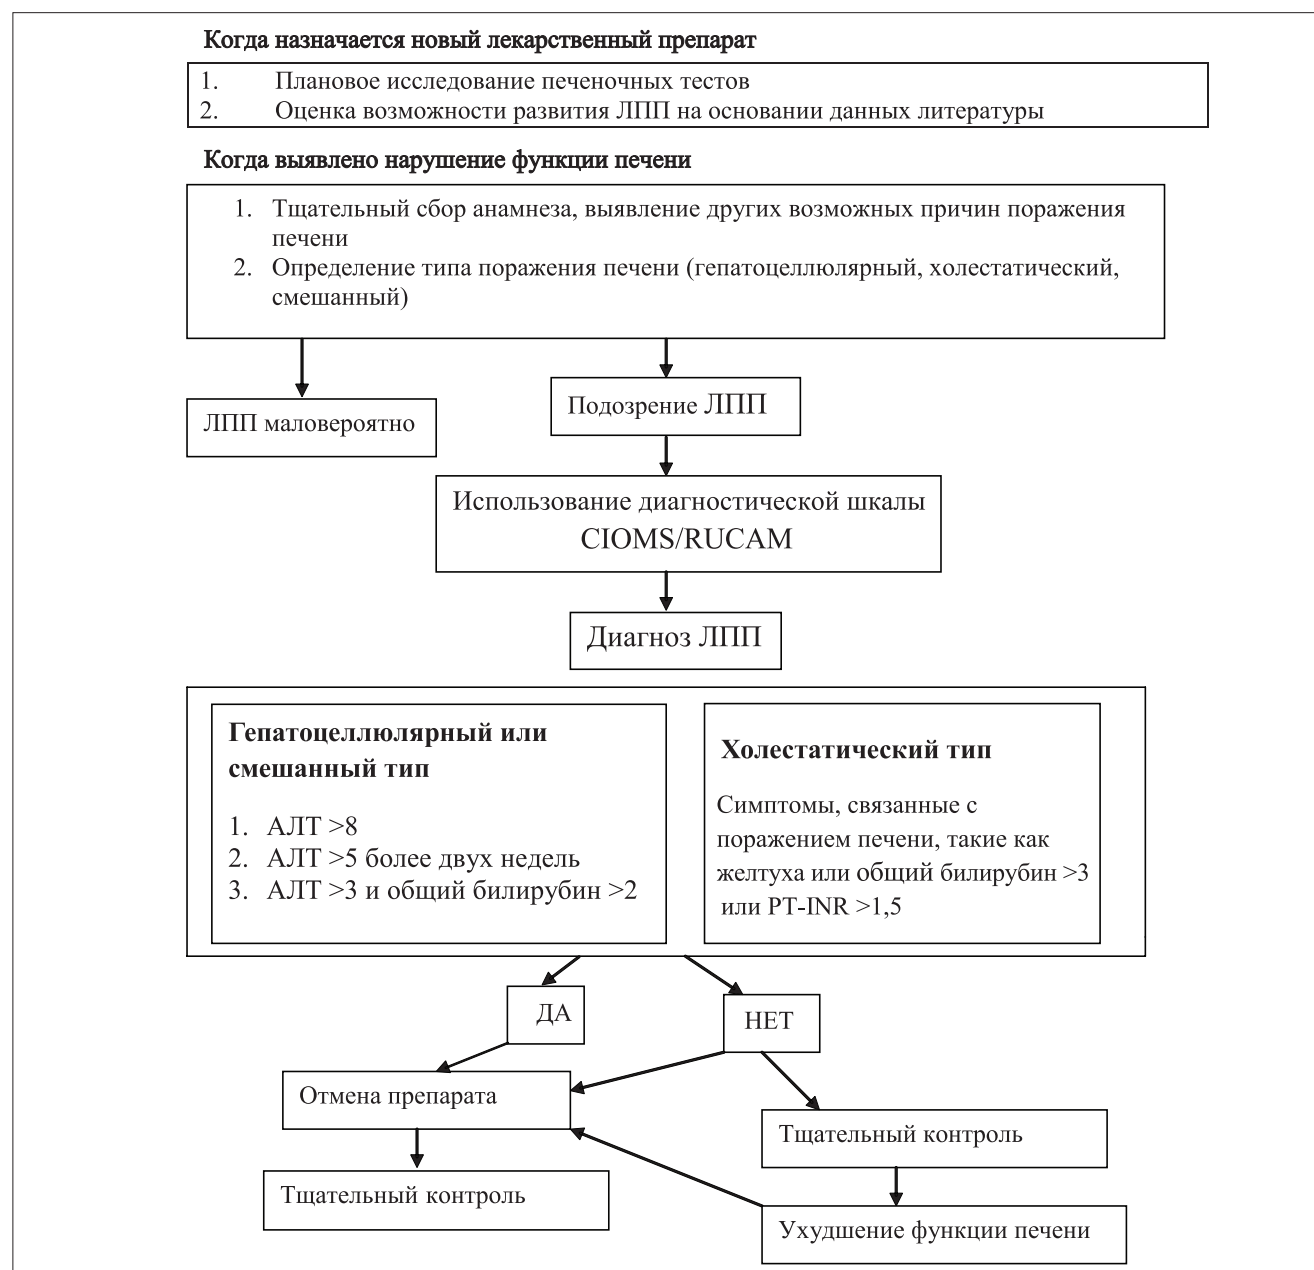 Когда назначается новый лекарственный препарат
1. Плановое исследование печеночных тестов
2. Оценка возможности развития ЛПП на основании данных литературы
Когда выявлено нарушение функции печени
1. Тщательный сбор анамнеза, выявление других возможных причин поражения
печени
2. Определение типа поражения печени (гепатоцеллюлярный, холестатический,
смешанный)
ЛПП маловероятно
Подозрение ЛПП
Использование диагностической шкалы
CIOMS/RUCAM
Диагноз ЛПП
Гепатоцеллюлярный или
смешанный тип
1. АЛТ >8
2. АЛТ >5 более двух недель
3. АЛТ >3 и общий билирубин >2
Холестатический тип
Симптомы, связанные с
поражением печени, такие как
желтуха или общий билирубин >3
или PT-INR >1,5
ДА
НЕТ
Отмена препарата
Тщательный контроль
Тщательный контроль
Ухудшение функции печени